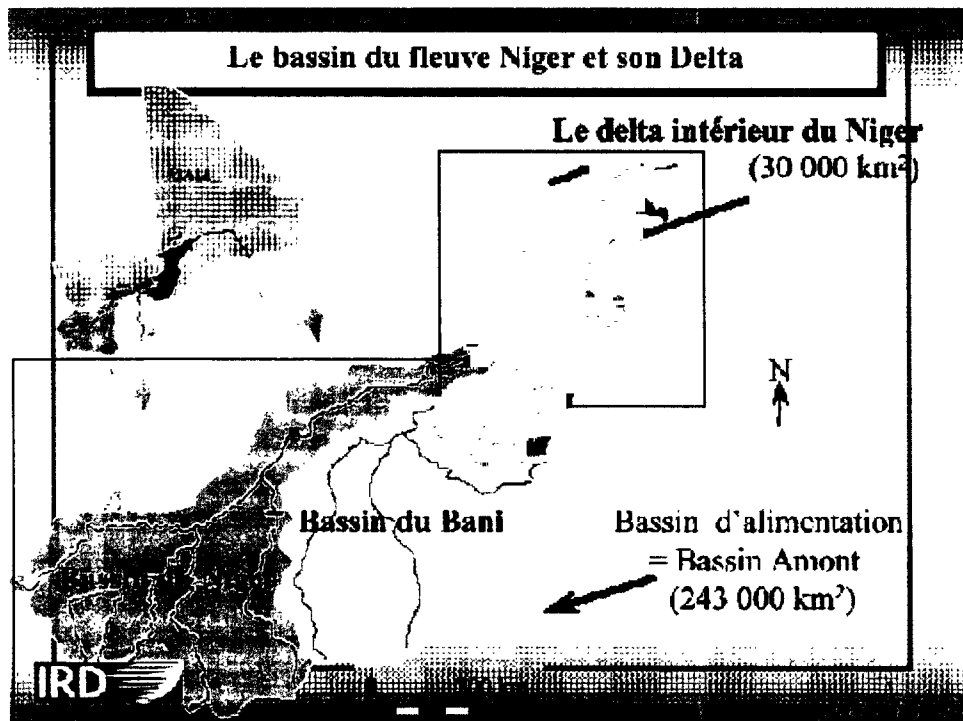 Le bassin du fleuve Niger et son Delta
Le delta intérieur du Niger
(30 000 km²)
N
Bassin du Bani
Bassin d'alimentation
= Bassin Amont
(243 000 km²)
IRD